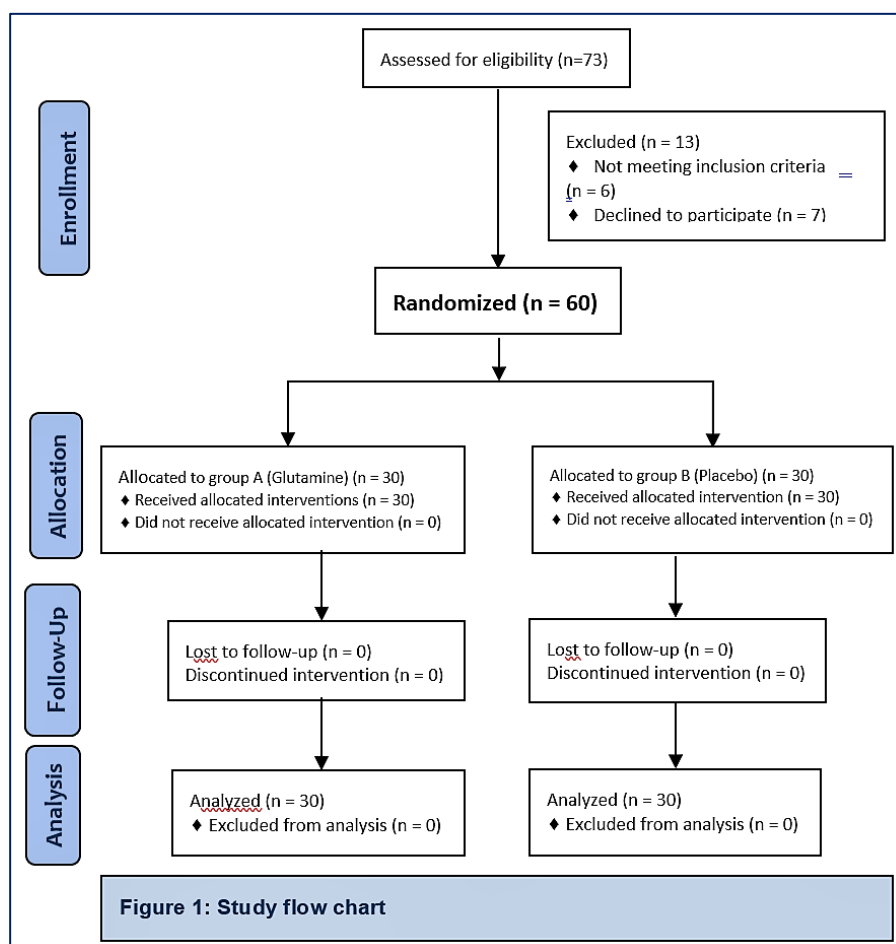 Assessed for eligibility (n=73)
Enrollment
Excluded (n = 13)
♦ Not meeting inclusion criteria
(n = 6)
♦ Declined to participate (n = 7)
Randomized (n = 60)
Allocation
Allocated to group A (Glutamine) (n = 30)
♦ Received allocated interventions (n = 30)
♦ Did not receive allocated intervention (n = 0)
Allocated to group B (Placebo) (n = 30)
♦ Received allocated intervention (n = 30)
♦ Did not receive allocated intervention (n = 0)
Follow-Up
Lost to follow-up (n = 0)
Discontinued intervention (n = 0)
Lost to follow-up (n = 0)
Discontinued intervention (n = 0)
Analysis
Analyzed (n = 30)
♦ Excluded from analysis (n = 0)
Analyzed (n = 30)
♦ Excluded from analysis (n = 0)
Figure 1: Study flow chart